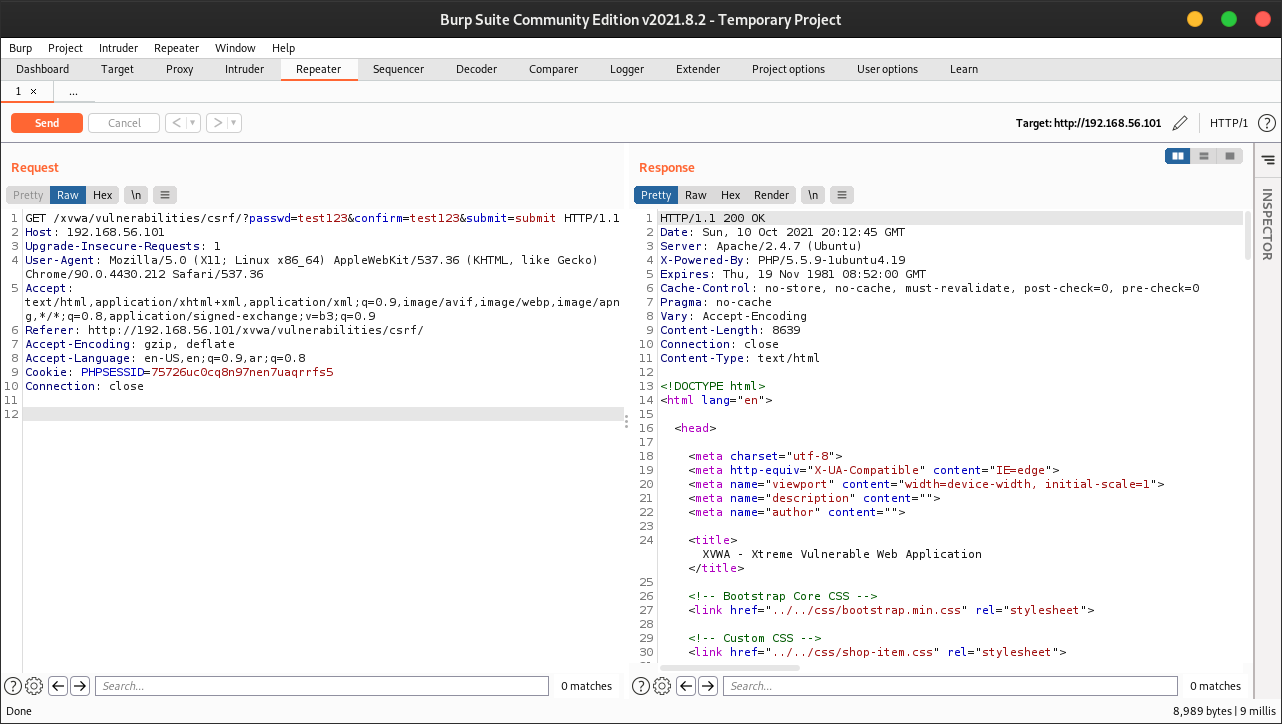 Burp Suite Community Edition v2021.8.2 - Temporary Project
Burp Project Intruder Repeater Window Help
Dashboard Target Proxy Intruder Repeater Sequencer Decoder Comparer Logger Extender Project options User options Learn
1 × ...
Send Cancel < > Target: http://192.168.56.101 HTTP/1 ?
Request
Pretty Raw Hex \n
1 GET /xvwa/vulnerabilities/csrf/?passwd=test123&confirm=test123&submit=submit HTTP/1.1
2 Host: 192.168.56.101
3 Upgrade-Insecure-Requests: 1
4 User-Agent: Mozilla/5.0 (X11; Linux x86_64) AppleWebKit/537.36 (KHTML, like Gecko)
Chrome/90.0.4430.212 Safari/537.36
5 Accept:
text/html,application/xhtml+xml,application/xml;q=0.9,image/avif,image/webp,image/apn
g,*/*;q=0.8,application/signed-exchange;v=b3;q=0.9
6 Referer: http://192.168.56.101/xvwa/vulnerabilities/csrf/
7 Accept-Encoding: gzip, deflate
8 Accept-Language: en-US,en;q=0.9,ar;q=0.8
9 Cookie: PHPSESSID=75726uc0cq8n97nen7uaqrrfs5
10 Connection: close
11
12
? Search... 0 matches
Response
Pretty Raw Hex Render \n
1 HTTP/1.1 200 OK
2 Date: Sun, 10 Oct 2021 20:12:45 GMT
3 Server: Apache/2.4.7 (Ubuntu)
4 X-Powered-By: PHP/5.5.9-1ubuntu4.19
5 Expires: Thu, 19 Nov 1981 08:52:00 GMT
6 Cache-Control: no-store, no-cache, must-revalidate, post-check=0, pre-check=0
7 Pragma: no-cache
8 Vary: Accept-Encoding
9 Content-Length: 8639
10 Connection: close
11 Content-Type: text/html
12
13 <!DOCTYPE html>
14 <html lang="en">
15
16 <head>
17
18 <meta charset="utf-8">
19 <meta http-equiv="X-UA-Compatible" content="IE=edge">
20 <meta name="viewport" content="width=device-width, initial-scale=1">
21 <meta name="description" content="">
22 <meta name="author" content="">
23
24 <title>
XVWA - Xtreme Vulnerable Web Application
</title>
25
26 <!-- Bootstrap Core CSS -->
27 <link href="../../css/bootstrap.min.css" rel="stylesheet">
28
29 <!-- Custom CSS -->
30 <link href="../../css/shop-item.css" rel="stylesheet">
? Search... 0 matches
INSPECTOR
Done 8,989 bytes | 9 millis